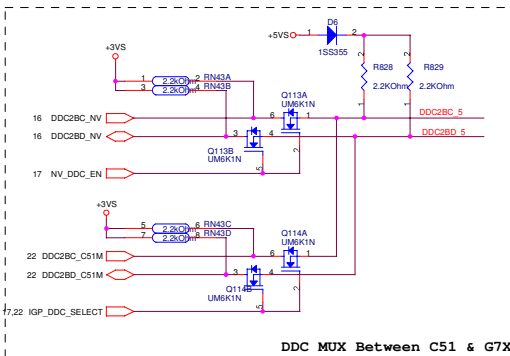 D6
+5VS 1 2
1SS355
+3VS
2 2
R828 R829
1 2 RN43A
2.2kOhm
3 4 RN43B
2.2kOhm
2.2KOhm 2.2KOhm
Q113A
UM6K1N
1 1
16 DDC2BC_NV 6 1 DDC2BC_5
16 DDC2BD_NV 3 4 DDC2BD_5
2
Q113B
UM6K1N
5
17 NV_DDC_EN
+3VS
5 6 RN43C
2.2kOhm
7 8 RN43D
2.2kOhm
Q114A
UM6K1N
22 DDC2BC_C51M 6 1
22 DDC2BD_C51M 3 4
2
Q114B
UM6K1N
5
7,22 IGP_DDC_SELECT
DDC MUX Between C51 & G7X